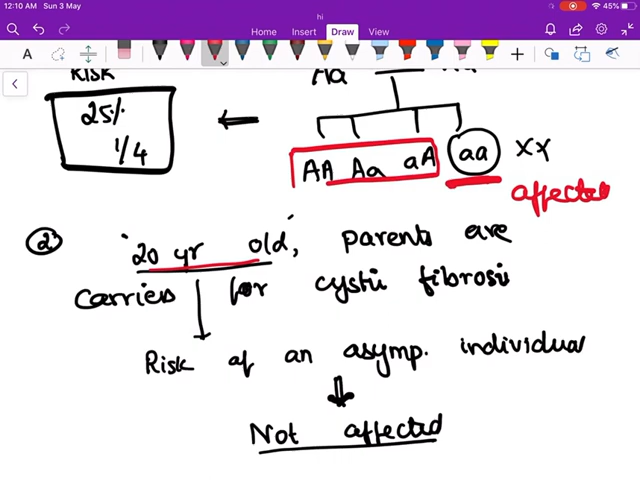 12:10 AM Sun 3 May
45%
hi
Home Insert Draw View
A
RISK
Aa
25%
1/4
AA Aa aA aa XX
affected
2
'20 yr old', parents are
carries for cystic fibrosis
Risk of an asymp. individual
Not affected